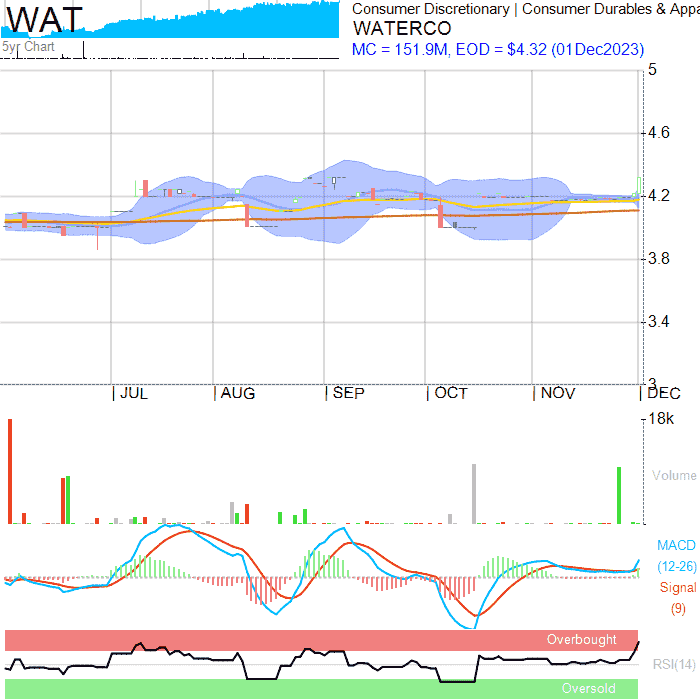 WAT
5yr Chart
Consumer Discretionary | Consumer Durables & Appa
WATERCO
MC = 151.9M, EOD = $4.32 (01Dec2023)
5
4.6
4.2
3.8
3.4
3
JUL
AUG
SEP
OCT
NOV
DEC
18k
Volume
MACD
(12-26)
Signal
(9)
Overbought
RSI(14)
Oversold